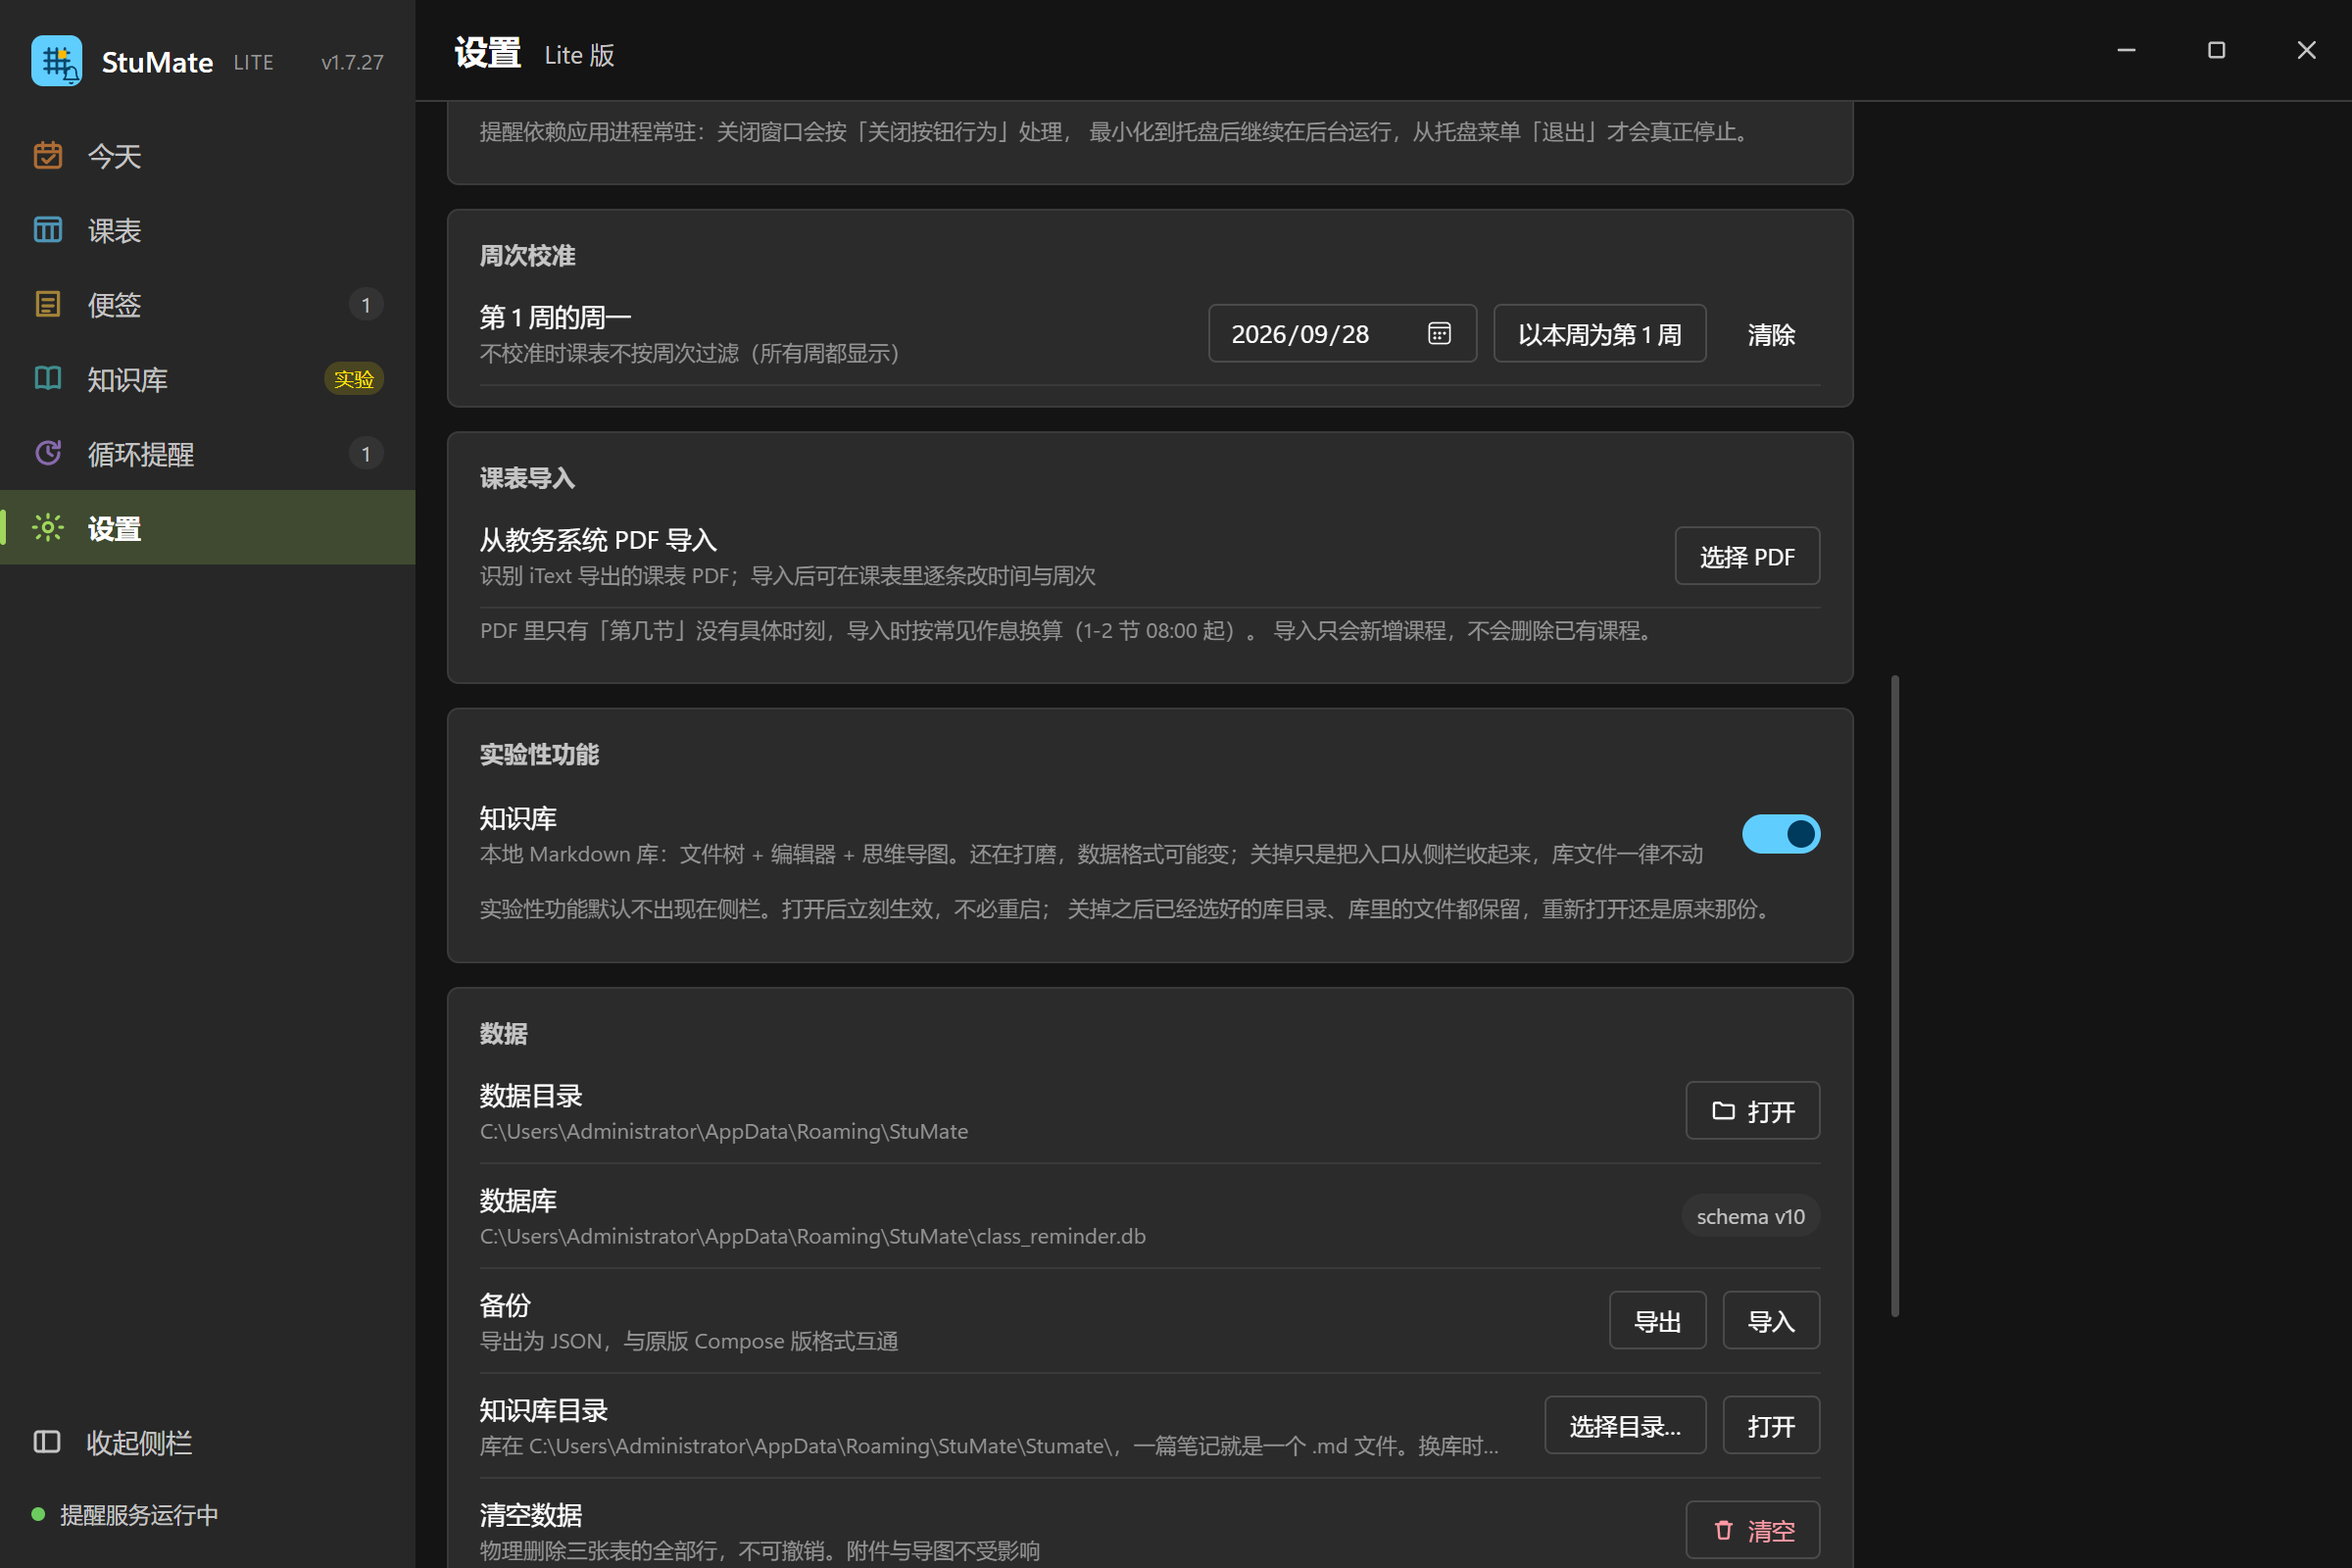 StuMate LITE v1.7.27
今天
课表
便签 1
知识库 实验
循环提醒 1
设置
收起侧栏
提醒服务运行中
设置 Lite 版
提醒依赖应用进程常驻：关闭窗口会按「关闭按钮行为」处理， 最小化到托盘后继续在后台运行，从托盘菜单「退出」才会真正停止。
周次校准
第 1 周的周一
不校准时课表不按周次过滤（所有周都显示）
2026/09/28 以本周为第 1 周 清除
课表导入
从教务系统 PDF 导入
识别 iText 导出的课表 PDF；导入后可在课表里逐条改时间与周次
选择 PDF
PDF 里只有「第几节」没有具体时刻，导入时按常见作息换算（1-2 节 08:00 起）。 导入只会新增课程，不会删除已有课程。
实验性功能
知识库
本地 Markdown 库：文件树 + 编辑器 + 思维导图。还在打磨，数据格式可能变；关掉只是把入口从侧栏收起来，库文件一律不动
实验性功能默认不出现在侧栏。打开后立刻生效，不必重启； 关掉之后已经选好的库目录、库里的文件都保留，重新打开还是原来那份。
数据
数据目录
C:\Users\Administrator\AppData\Roaming\StuMate
打开
数据库
C:\Users\Administrator\AppData\Roaming\StuMate\class_reminder.db
schema v10
备份
导出为 JSON，与原版 Compose 版格式互通
导出 导入
知识库目录
库在 C:\Users\Administrator\AppData\Roaming\StuMate\Stumate\，一篇笔记就是一个 .md 文件。换库时...
选择目录... 打开
清空数据
物理删除三张表的全部行，不可撤销。附件与导图不受影响
清空